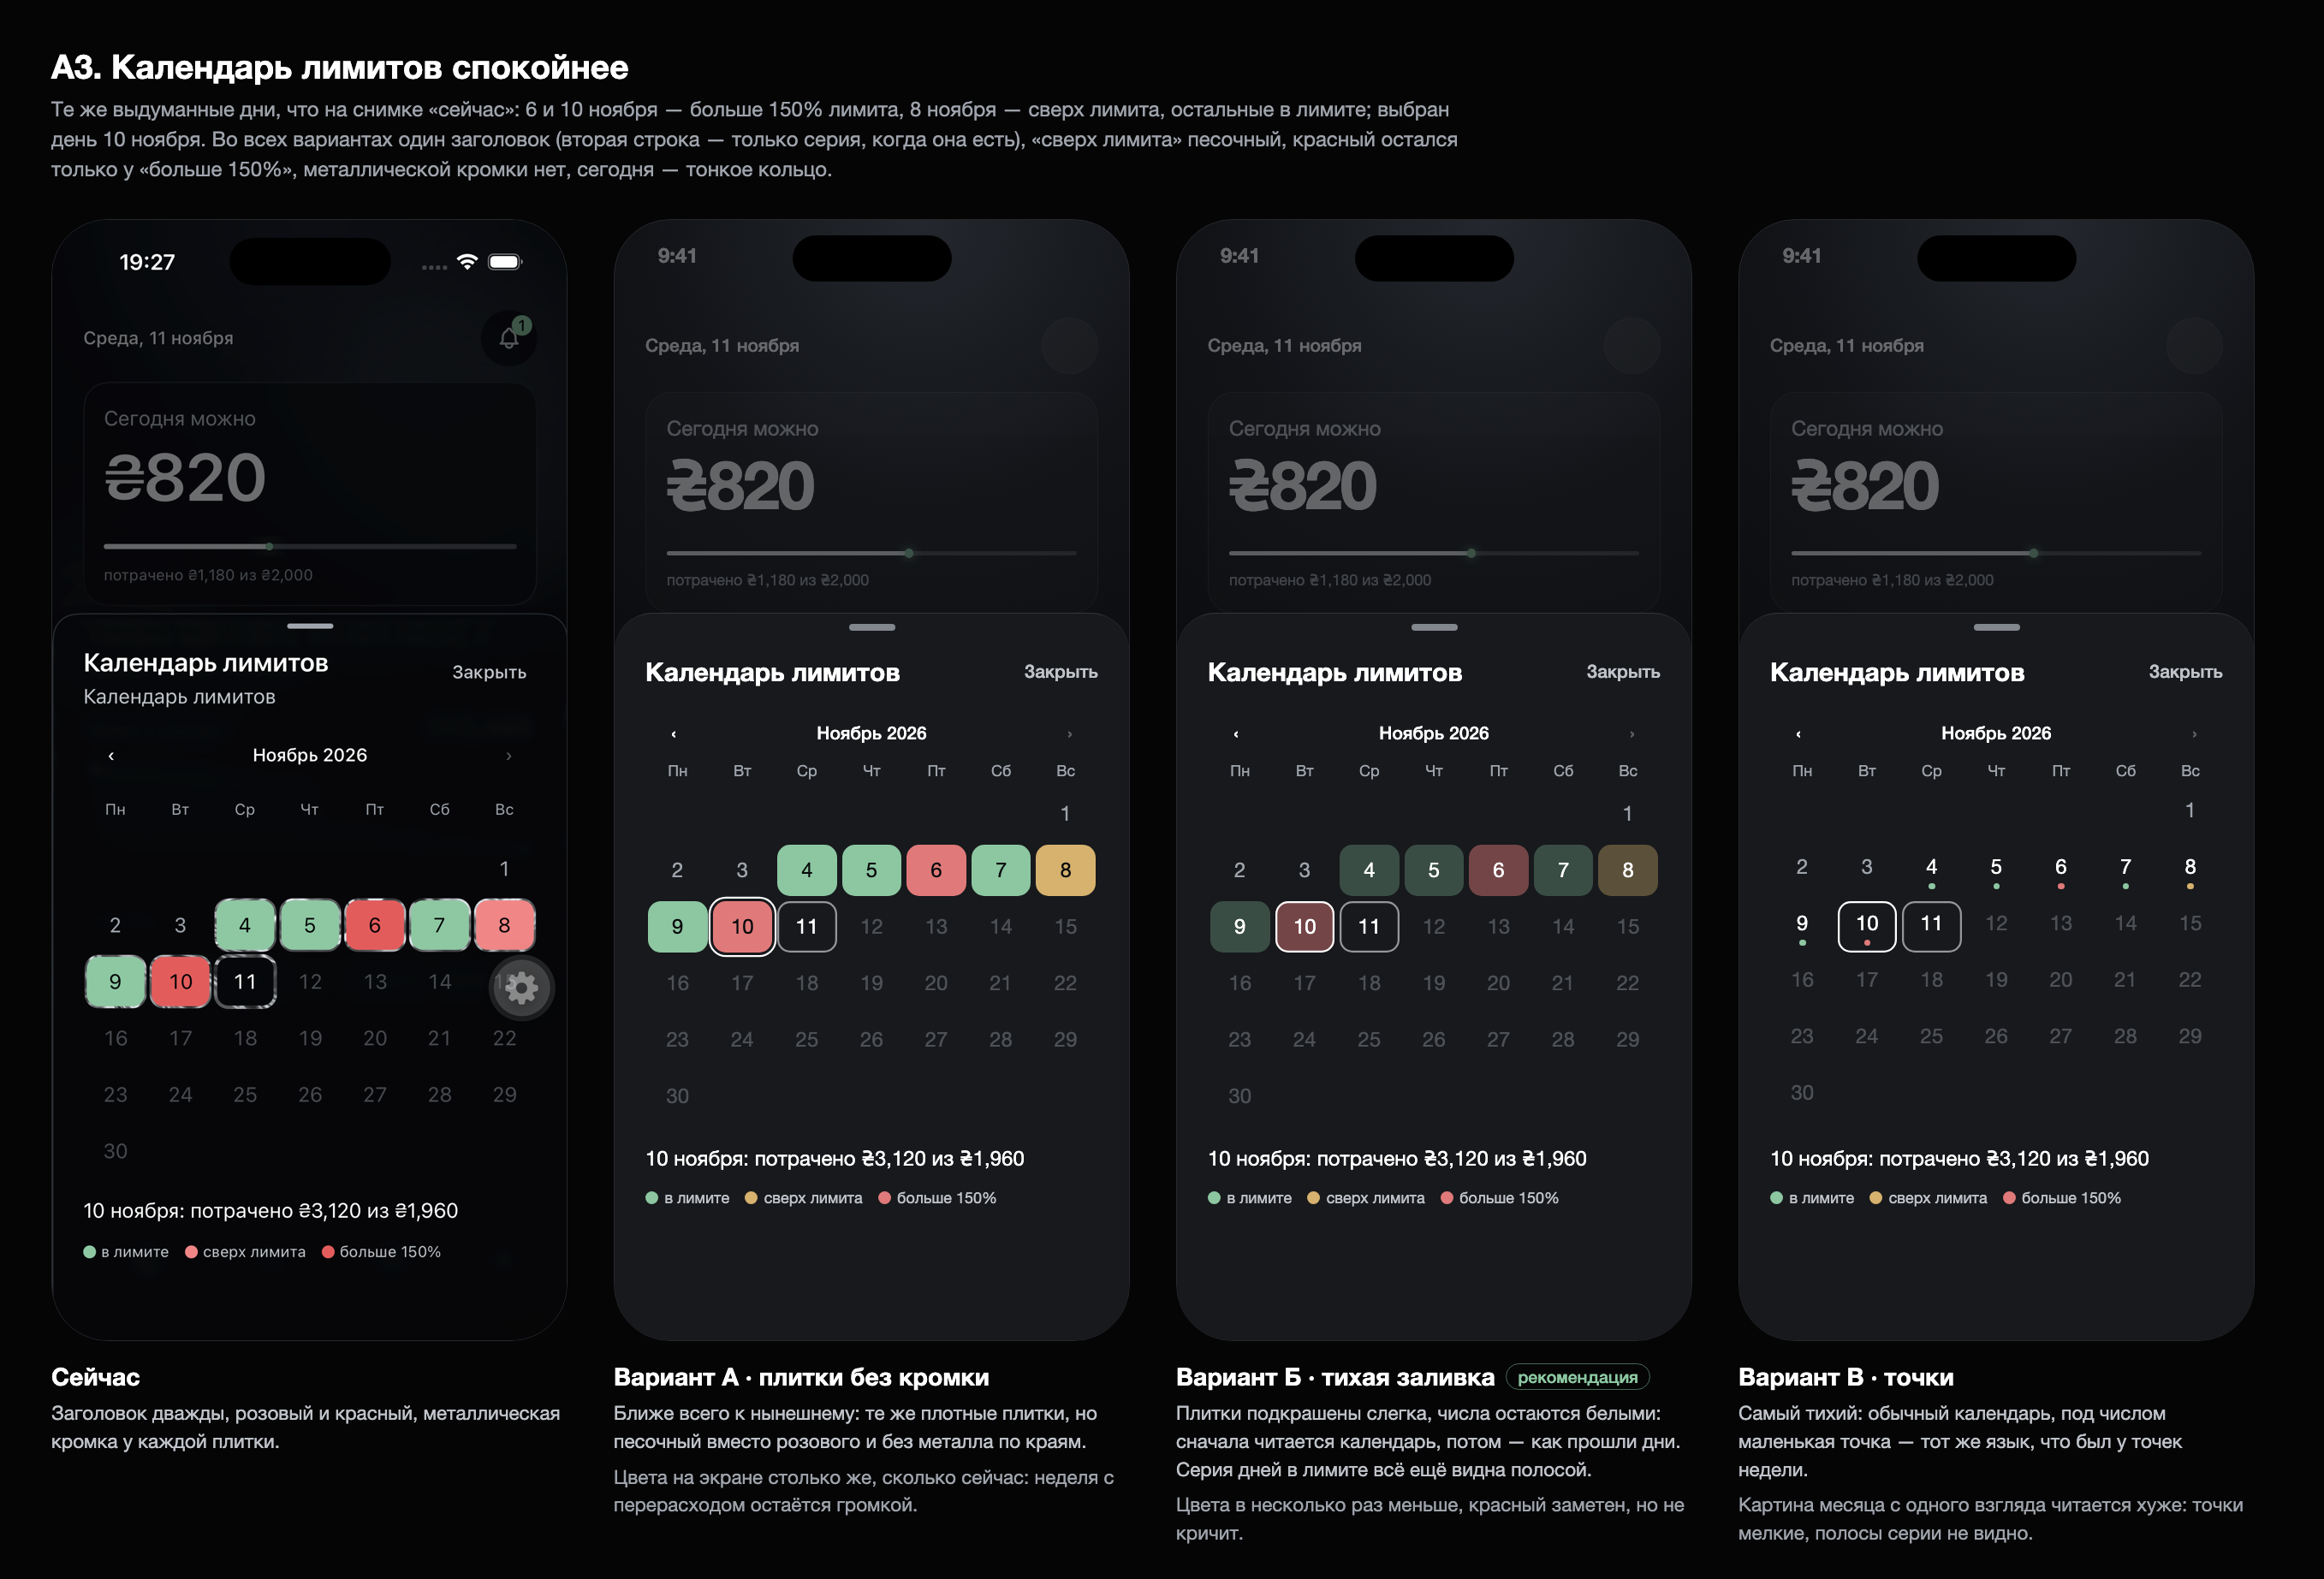 А3. Календарь лимитов спокойнее
Те же выдуманные дни, что на снимке «сейчас»: 6 и 10 ноября — больше 150% лимита, 8 ноября — сверх лимита, остальные в лимите; выбран
день 10 ноября. Во всех вариантах один заголовок (вторая строка — только серия, когда она есть), «сверх лимита» песочный, красный остался
только у «больше 150%», металлической кромки нет, сегодня — тонкое кольцо.
19:27
Среда, 11 ноября
1
Сегодня можно
₴820
потрачено ₴1,180 из ₴2,000
Календарь лимитов
Закрыть
Календарь лимитов
‹ Ноябрь 2026 ›
Пн Вт Ср Чт Пт Сб Вс
1
2 3 4 5 6 7 8
9 10 11 12 13 14 15
16 17 18 19 20 21 22
23 24 25 26 27 28 29
30
10 ноября: потрачено ₴3,120 из ₴1,960
в лимите сверх лимита больше 150%
Сейчас
Заголовок дважды, розовый и красный, металлическая
кромка у каждой плитки.
9:41
Среда, 11 ноября
Сегодня можно
₴820
потрачено ₴1,180 из ₴2,000
Календарь лимитов
Закрыть
‹ Ноябрь 2026 ›
Пн Вт Ср Чт Пт Сб Вс
1
2 3 4 5 6 7 8
9 10 11 12 13 14 15
16 17 18 19 20 21 22
23 24 25 26 27 28 29
30
10 ноября: потрачено ₴3,120 из ₴1,960
в лимите сверх лимита больше 150%
Вариант А · плитки без кромки
Ближе всего к нынешнему: те же плотные плитки, но
песочный вместо розового и без металла по краям.
Цвета на экране столько же, сколько сейчас: неделя с
перерасходом остаётся громкой.
9:41
Среда, 11 ноября
Сегодня можно
₴820
потрачено ₴1,180 из ₴2,000
Календарь лимитов
Закрыть
‹ Ноябрь 2026 ›
Пн Вт Ср Чт Пт Сб Вс
1
2 3 4 5 6 7 8
9 10 11 12 13 14 15
16 17 18 19 20 21 22
23 24 25 26 27 28 29
30
10 ноября: потрачено ₴3,120 из ₴1,960
в лимите сверх лимита больше 150%
Вариант Б · тихая заливка рекомендация
Плитки подкрашены слегка, числа остаются белыми:
сначала читается календарь, потом — как прошли дни.
Серия дней в лимите всё ещё видна полосой.
Цвета в несколько раз меньше, красный заметен, но не
кричит.
9:41
Среда, 11 ноября
Сегодня можно
₴820
потрачено ₴1,180 из ₴2,000
Календарь лимитов
Закрыть
‹ Ноябрь 2026 ›
Пн Вт Ср Чт Пт Сб Вс
1
2 3 4 5 6 7 8
9 10 11 12 13 14 15
16 17 18 19 20 21 22
23 24 25 26 27 28 29
30
10 ноября: потрачено ₴3,120 из ₴1,960
в лимите сверх лимита больше 150%
Вариант В · точки
Самый тихий: обычный календарь, под числом
маленькая точка — тот же язык, что был у точек
недели.
Картина месяца с одного взгляда читается хуже: точки
мелкие, полосы серии не видно.